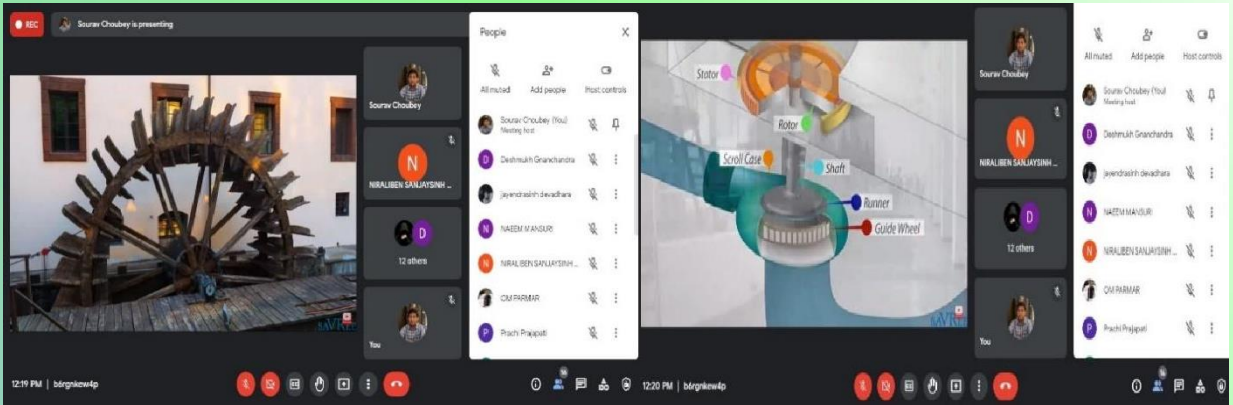 REC
Sourav Choubey is presenting
Sourav Choubey
N
NIRALIBEN SANJAYSINH ...
D
12 others
You
People
All muted
Add people
Host controls
Sourav Choubey (You)
Meeting host
D
Deshmukh Gnanchandra
jayendrasinh devadhara
N
NAEEM MANSURI
N
NIRALIBEN SANJAYSINH ...
OM PARMAR
P
Prachi Prajapati
12:19 PM | b6rgnkew4p
Stator
Rotor
Scroll Case
Shaft
Runner
Guide Wheel
Sourav Choubey
N
NIRALIBEN SANJAYSINH ...
D
12 others
You
All muted
Add people
Host controls
Sourav Choubey (You)
Meeting host
D
Deshmukh Gnanchandra
jayendrasinh devadhara
N
NAEEM MANSURI
N
NIRALIBEN SANJAYSINH ...
OM PARMAR
P
Prachi Prajapati
12:20 PM | b6rgnkew4p